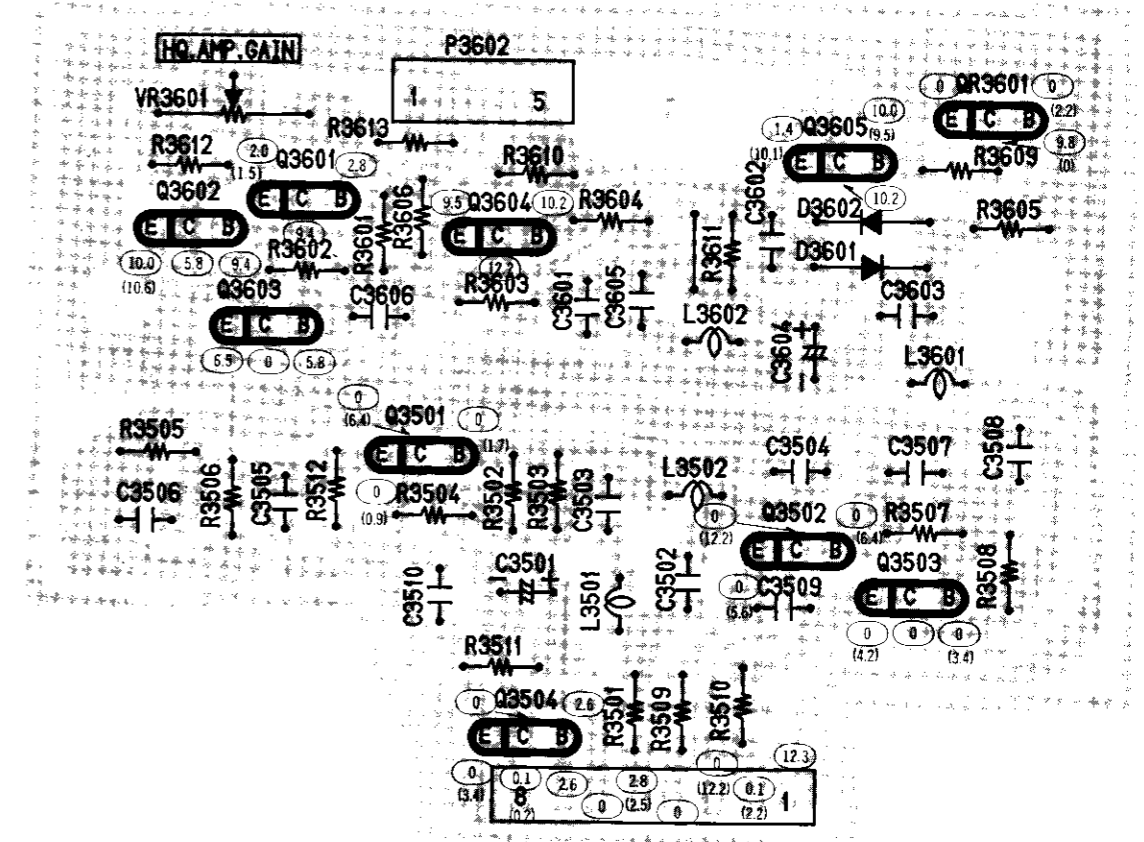 HQ.AMP.GAIN
P3602
VR3601
1 5
0 QR3601 0
(2.2)
E C B
R3613
1.4 Q3605 10.0
(9.5)
(10.1)
E C B
9.8
(0)
R3612
2.0 Q3601 2.8
(1.5)
R3610
R3609
Q3602
E C B
R3606
9.5 Q3604 10.2
R3604
C3602
10.2
D3602
R3605
E C B
9.4
R3601
E C B
R3611
D3601
10.0 5.8 9.4
(10.6)
R3602
12.2
R3603
C3601
C3605
C3603
Q3603
C3606
L3602
E C B
C3604
+
L3601
6.5 0 5.8
0
(6.4)
Q3501
0
(1.7)
R3505
E C B
C3504
C3507
C3508
C3506
R3506
C3505
R3512
0
(0.9)
R3504
R3502
R3503
C3503
L3502
0
(12.2)
Q3502
0
(6.4)
R3507
E C B
Q3503
C3510
C3501
+
L3501
C3502
0
(5.6)
C3509
E C B
R3508
0 0 0
(4.2) (3.4)
R3511
0 Q3504 2.6
R3501
R3509
R3510
E C B
12.3
0
(3.4)
0.1
8
(0.2)
2.6
0
2.8
(2.5)
0
0
(12.2)
0.1
(2.2)
1